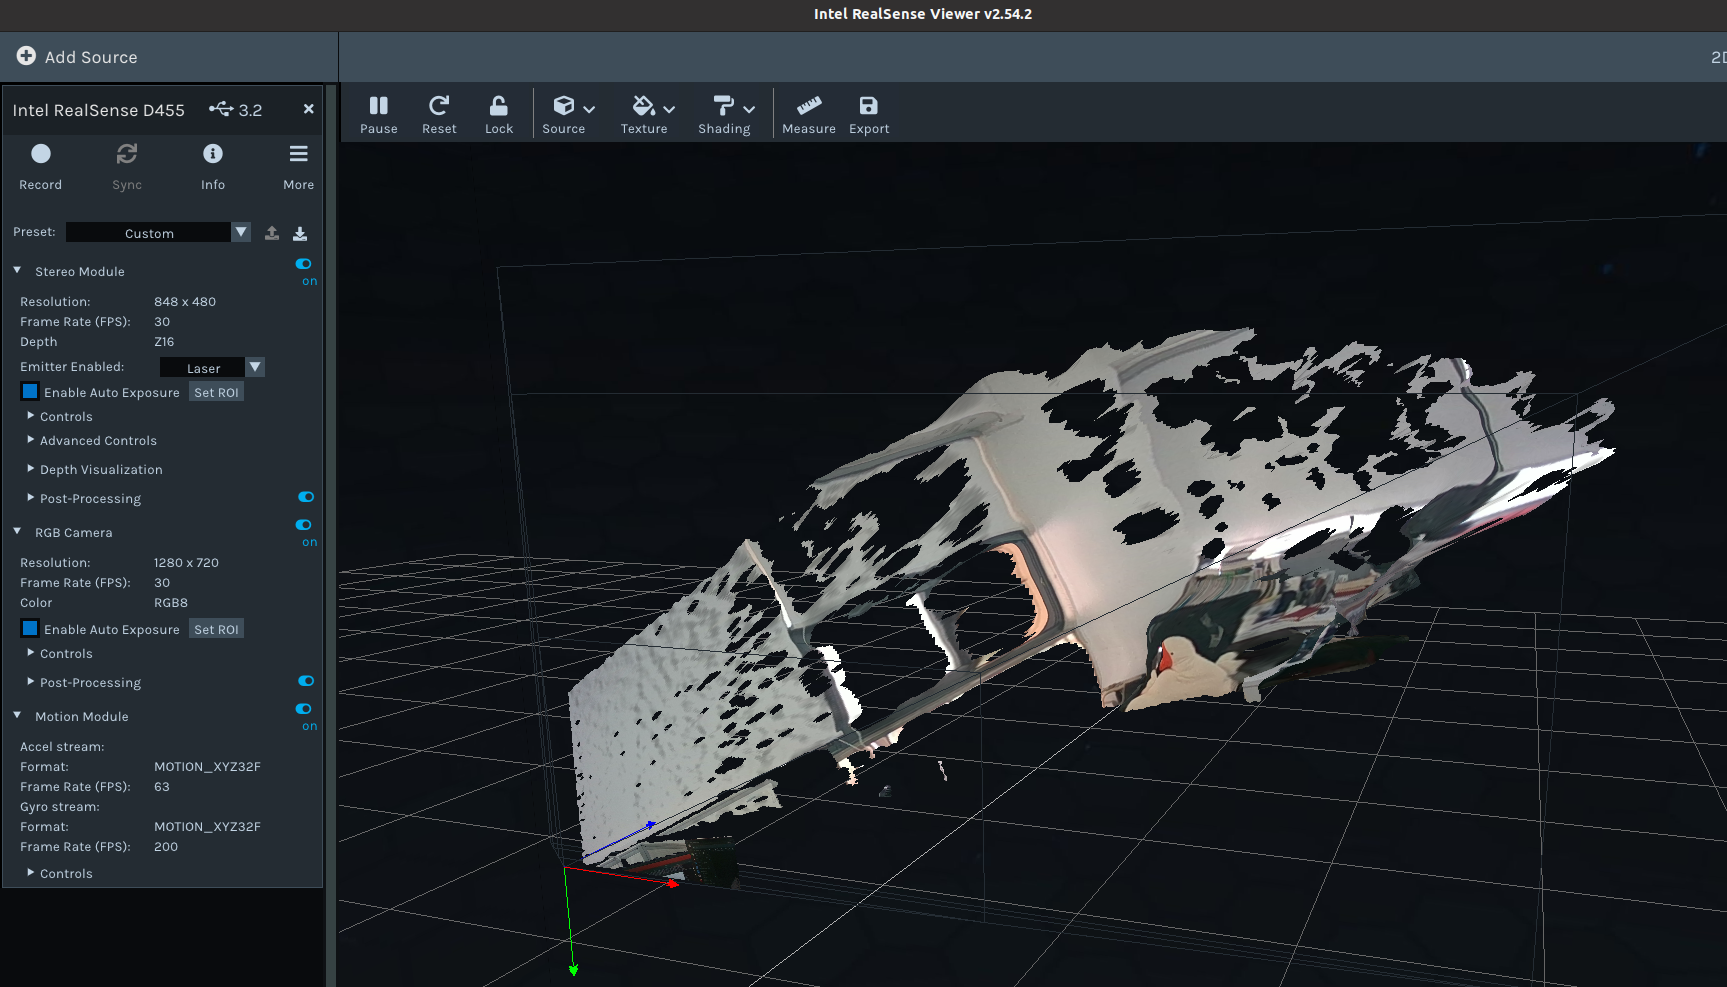 Intel RealSense Viewer v2.54.2
Add Source
2D
Intel RealSense D455 3.2
Record Sync Info More
Preset: Custom
Stereo Module
on
Resolution: 848 x 480
Frame Rate (FPS): 30
Depth Z16
Emitter Enabled: Laser
Enable Auto Exposure Set ROI
Controls
Advanced Controls
Depth Visualization
Post-Processing
RGB Camera
on
Resolution: 1280 x 720
Frame Rate (FPS): 30
Color RGB8
Enable Auto Exposure Set ROI
Controls
Post-Processing
Motion Module
on
Accel stream:
Format: MOTION_XYZ32F
Frame Rate (FPS): 63
Gyro stream:
Format: MOTION_XYZ32F
Frame Rate (FPS): 200
Controls
Pause Reset Lock Source Texture Shading Measure Export